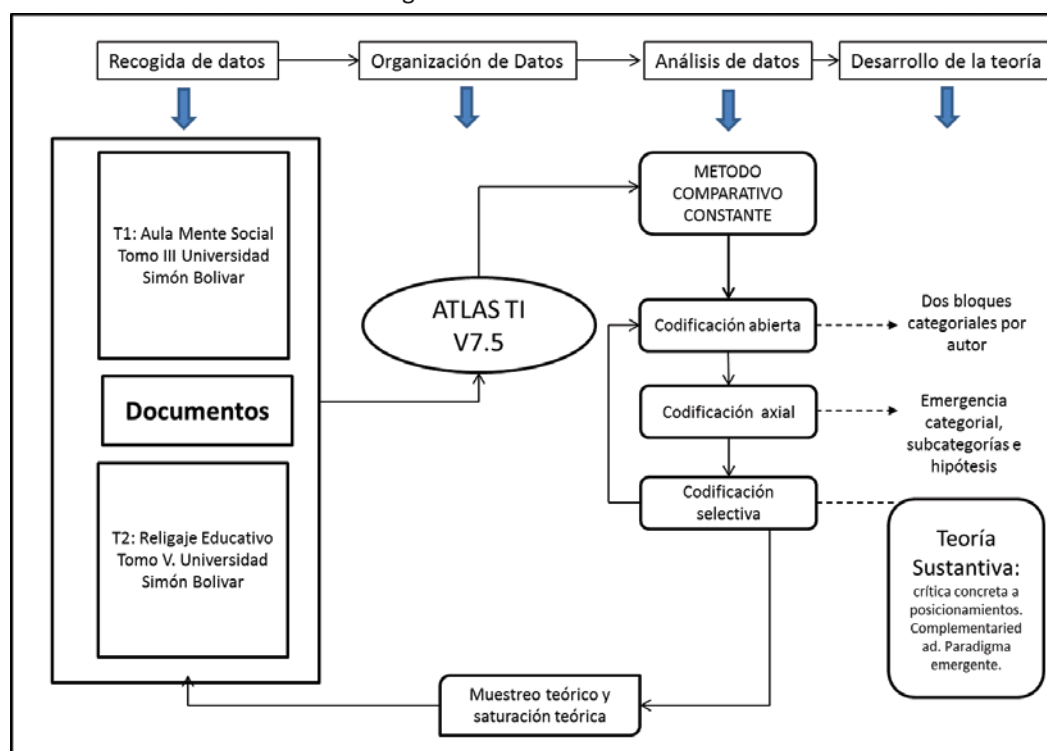 Recogida de datos
Organización de Datos
Análisis de datos
Desarrollo de la teoría
T1: Aula Mente Social
Tomo III Universidad
Simón Bolivar
Documentos
T2: Religaje Educativo
Tomo V. Universidad
Simón Bolivar
ATLAS TI
V7.5
METODO
COMPARATIVO
CONSTANTE
Codificación abierta
Dos bloques
categoriales por
autor
Codificación axial
Emergencia
categorial,
subcategorías e
hipótesis
Codificación
selectiva
Teoría
Sustantiva:
crítica concreta a
posicionamientos.
Complementaried
ad. Paradigma
emergente.
Muestreo teórico y
saturación teórica